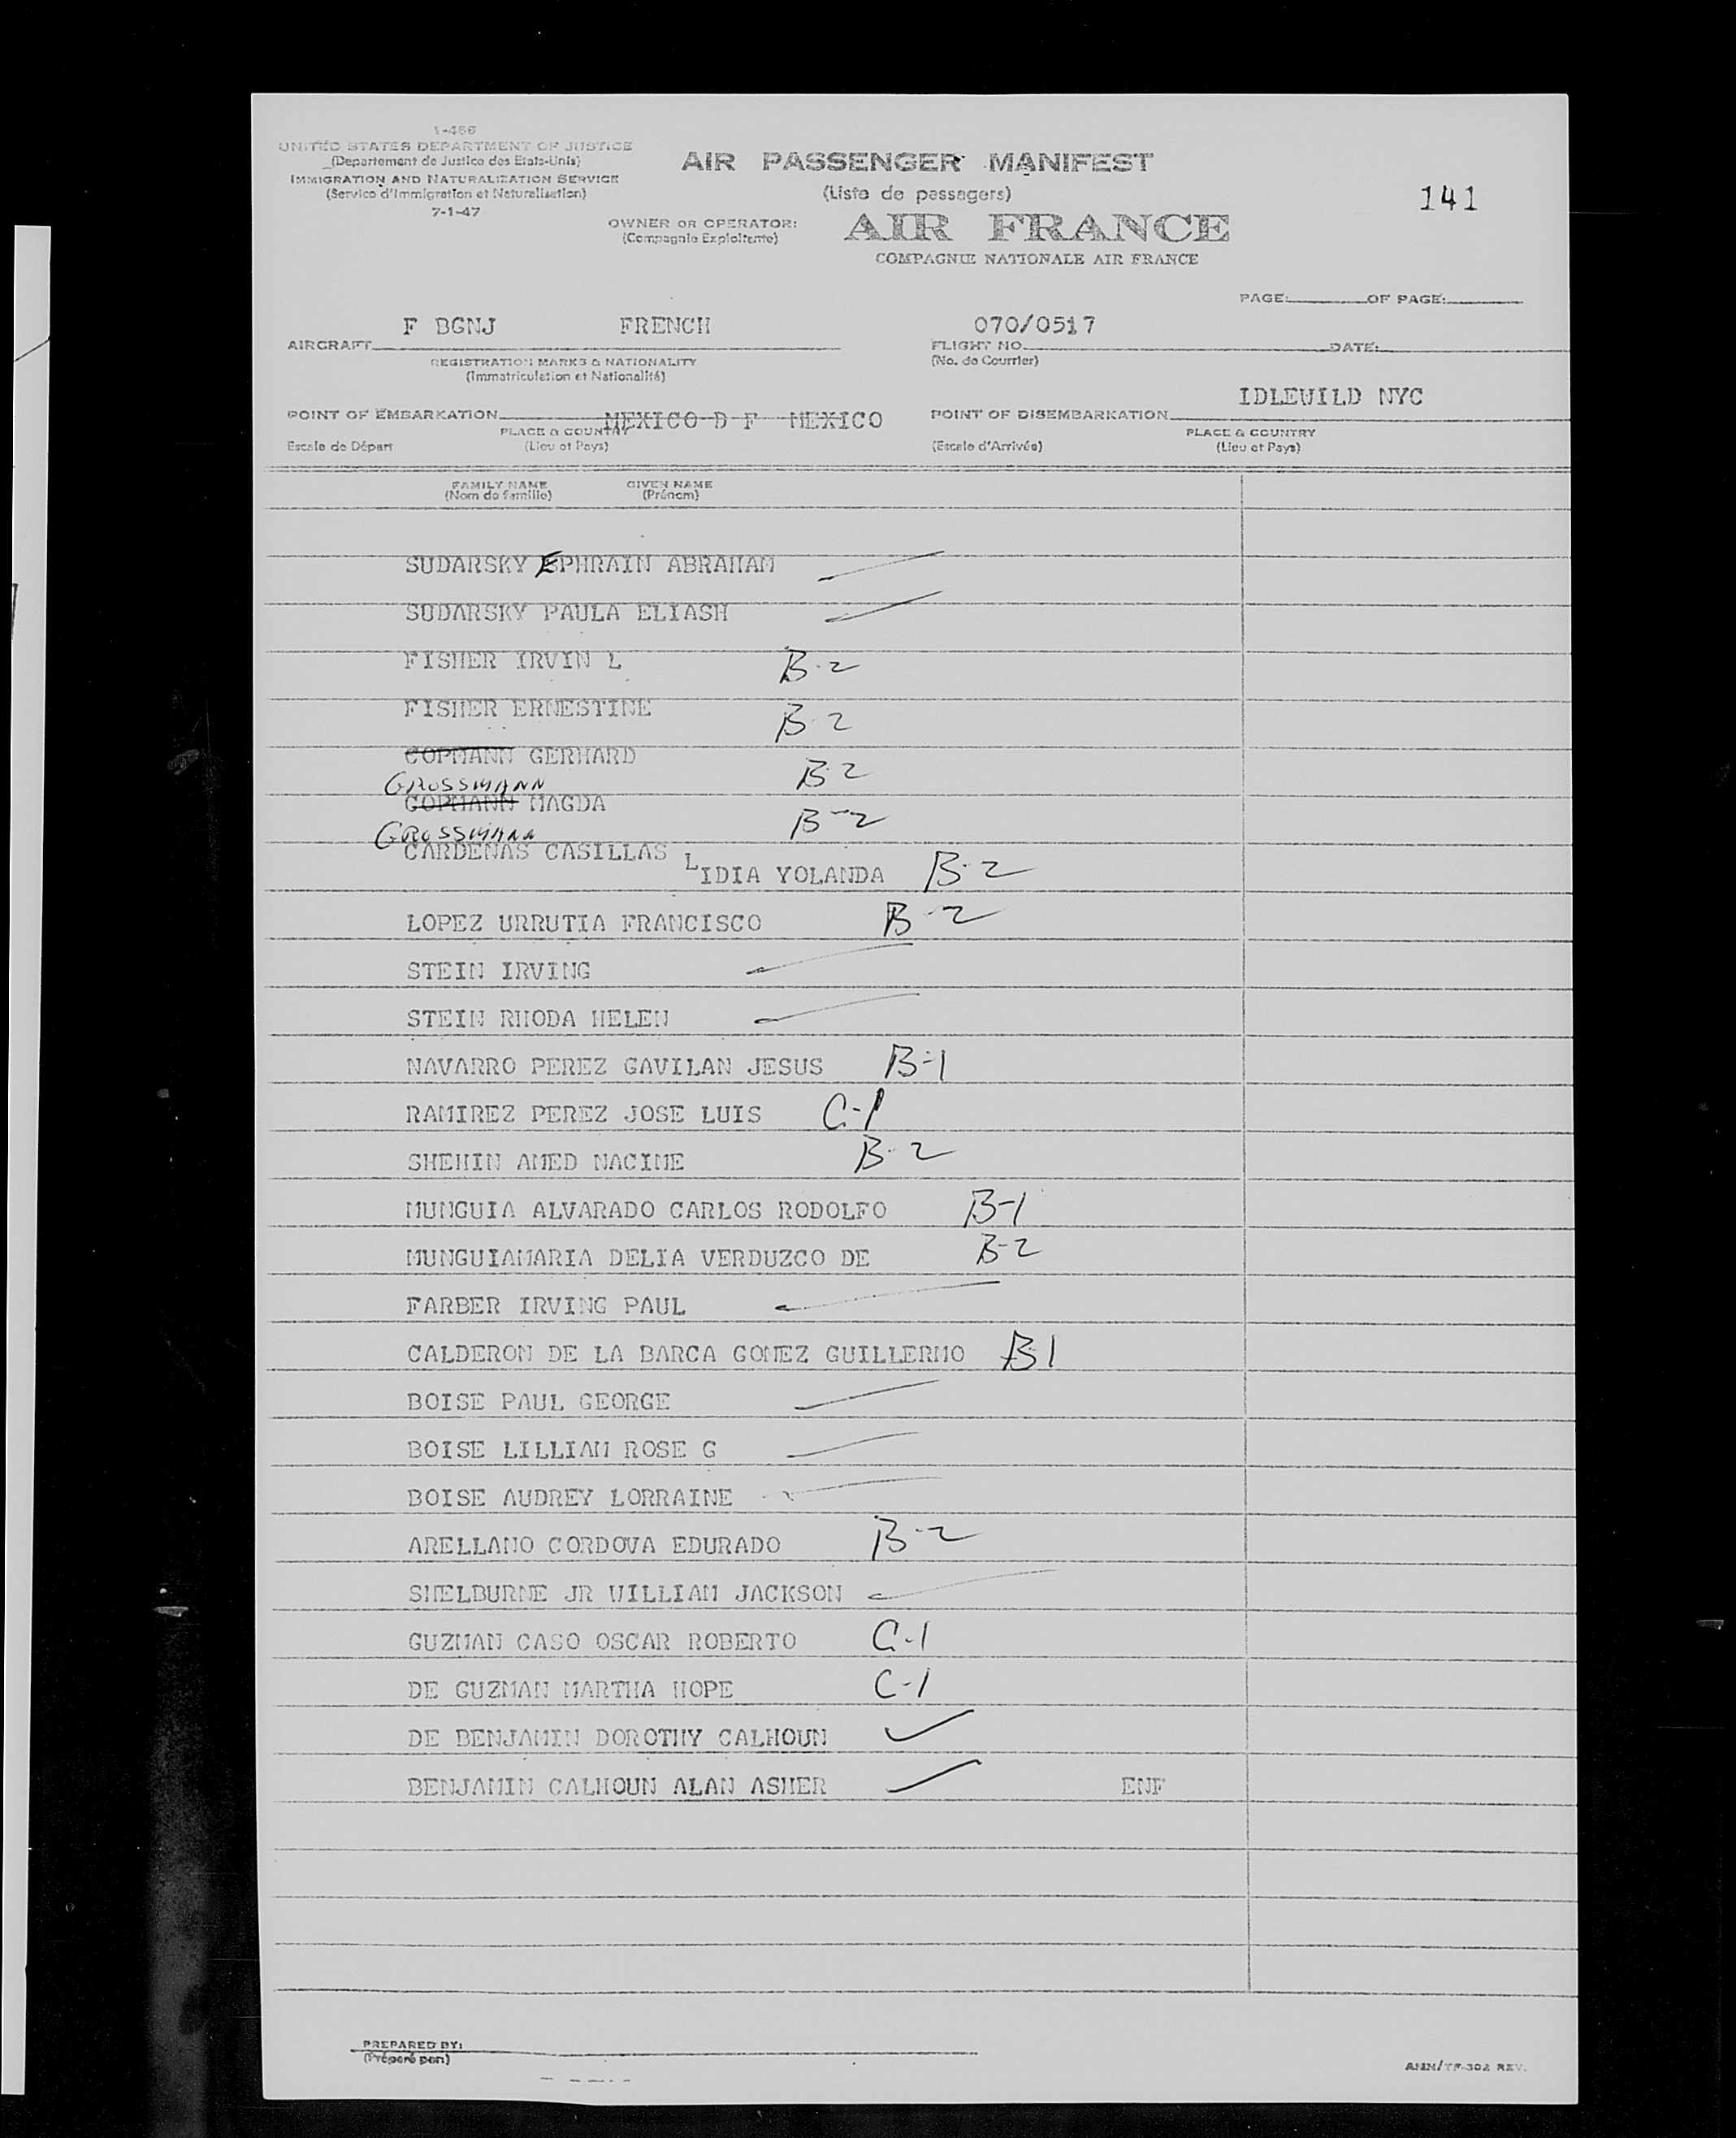 I-466
UNITED STATES DEPARTMENT OF JUSTICE
(Departement de Justice des Etats-Unis)
IMMIGRATION AND NATURALIZATION SERVICE
(Service d'Immigration et Naturalisation)
7-1-47
AIR PASSENGER MANIFEST
(Liste de passagers)
141
OWNER OR OPERATOR:
(Compagnie Exploitante)
AIR FRANCE
COMPAGNIE NATIONALE AIR FRANCE
PAGE: OF PAGE:
AIRCRAFT F BGNJ FRENCH
REGISTRATION MARKS & NATIONALITY
(Immatriculation et Nationalité)
FLIGHT NO. 070/0517 DATE:
(No. de Courrier)
POINT OF EMBARKATION MEXICO D F MEXICO
PLACE & COUNTRY
Escale de Départ (Lieu et Pays)
POINT OF DISEMBARKATION IDLEWILD NYC
PLACE & COUNTRY
(Escale d'Arrivée) (Lieu et Pays)
FAMILY NAME GIVEN NAME
(Nom de famille) (Prénom)
SUDARSKY EPHRAIN ABRAHAM
SUDARSKY PAULA ELIASH
FISHER IRVIN L B-2
FISHER ERNESTINE B-2
COPMANN GERHARD B2
GROSSMANN
GOPMANN MAGDA B-2
GROSSMANN
CARDENAS CASILLAS LIDIA YOLANDA B-2
LOPEZ URRUTIA FRANCISCO B-2
STEIN IRVING
STEIN RHODA HELEN
NAVARRO PEREZ GAVILAN JESUS B-1
RAMIREZ PEREZ JOSE LUIS C-1
SHEHIN AMED NACIME B-2
MUNGUIA ALVARADO CARLOS RODOLFO B-1
MUNGUIAMARIA DELIA VERDUZCO DE B-2
FARBER IRVING PAUL
CALDERON DE LA BARCA GOMEZ GUILLERMO B1
BOISE PAUL GEORGE
BOISE LILLIAN ROSE G
BOISE AUDREY LORRAINE
ARELLANO CORDOVA EDURADO B-2
SHELBURNE JR WILLIAM JACKSON
GUZMAN CASO OSCAR ROBERTO C-1
DE GUZMAN MARTHA HOPE C-1
DE BENJAMIN DOROTHY CALHOUN
BENJAMIN CALHOUN ALAN ASHER ENF
PREPARED BY:
(Préparé par)